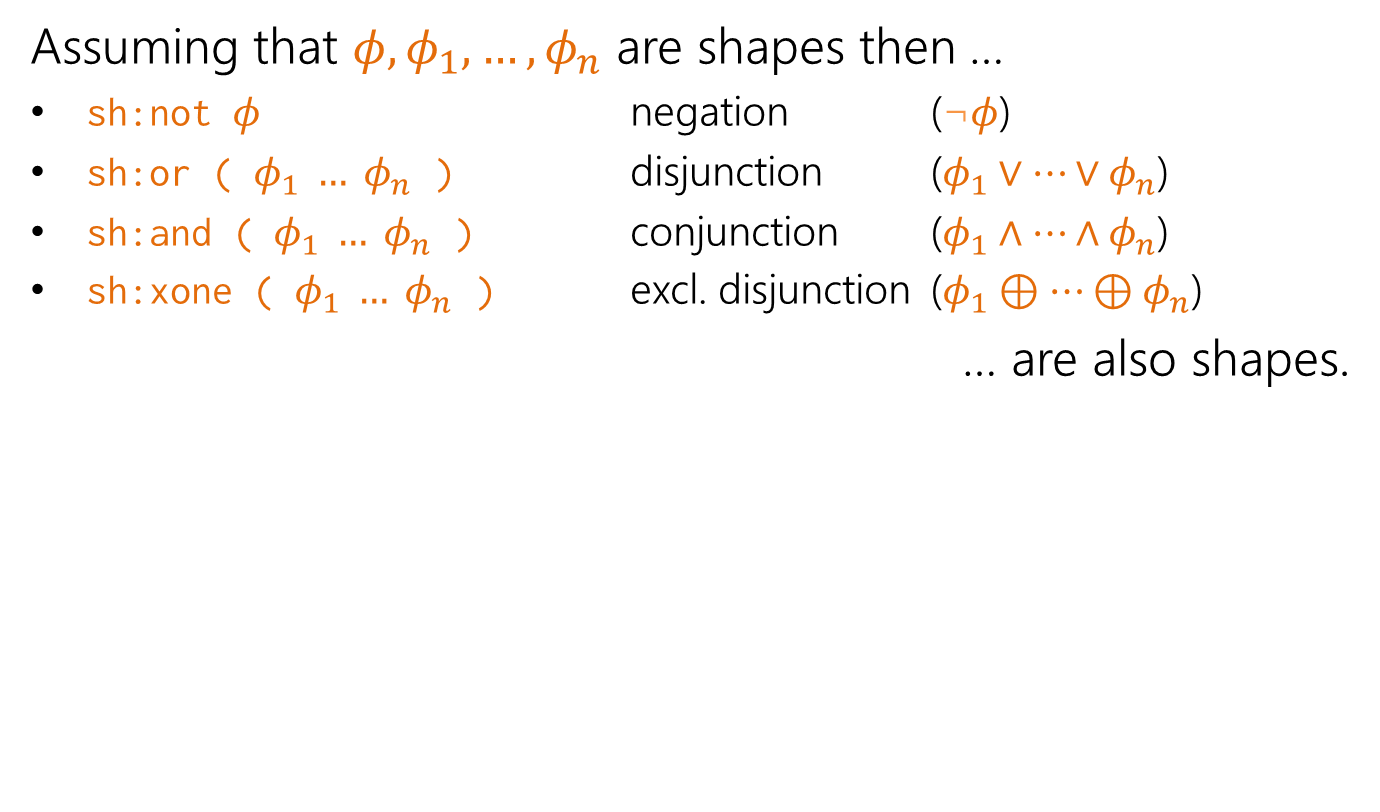 Assuming that ϕ, ϕ₁, … , ϕₙ are shapes then …
• sh:not ϕ negation (¬ϕ)
• sh:or ( ϕ₁ … ϕₙ ) disjunction (ϕ₁ ∨ ⋯ ∨ ϕₙ)
• sh:and ( ϕ₁ … ϕₙ ) conjunction (ϕ₁ ∧ ⋯ ∧ ϕₙ)
• sh:xone ( ϕ₁ … ϕₙ ) excl. disjunction (ϕ₁ ⊕ ⋯ ⊕ ϕₙ)
… are also shapes.